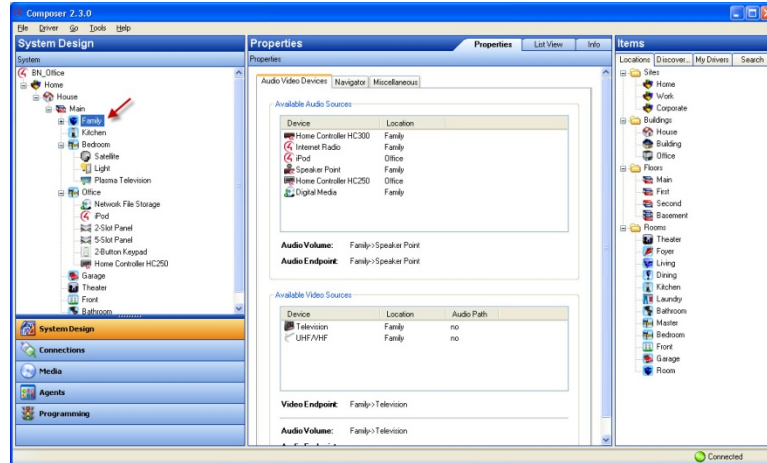 Composer 2.3.0
File Driver Go Tools Help
System Design
System
BN_Office
Home
House
Main
Family
Kitchen
Bedroom
Satellite
Light
Plasma Television
Office
Network File Storage
iPod
2-Slot Panel
5-Slot Panel
2-Button Keypad
Home Controller HC250
Garage
Theater
Front
Bathroom
System Design
Connections
Media
Agents
Programming
Properties
Properties List View Info
Properties
Audio Video Devices Navigator Miscellaneous
Available Audio Sources
Device Location
Home Controller HC300 Family
Internet Radio Family
iPod Office
Speaker Point Family
Home Controller HC250 Office
Digital Media Family
Audio Volume: Family->Speaker Point
Audio Endpoint: Family->Speaker Point
Available Video Sources
Device Location Audio Path
Television Family no
UHF/VHF Family no
Video Endpoint: Family->Television
Audio Volume: Family->Television
Items
Locations Discover... My Drivers Search
Sites
Home
Work
Corporate
Buildings
House
Building
Office
Floors
Main
First
Second
Basement
Rooms
Theater
Foyer
Living
Dining
Kitchen
Laundry
Bathroom
Master
Bedroom
Front
Garage
Room
Connected